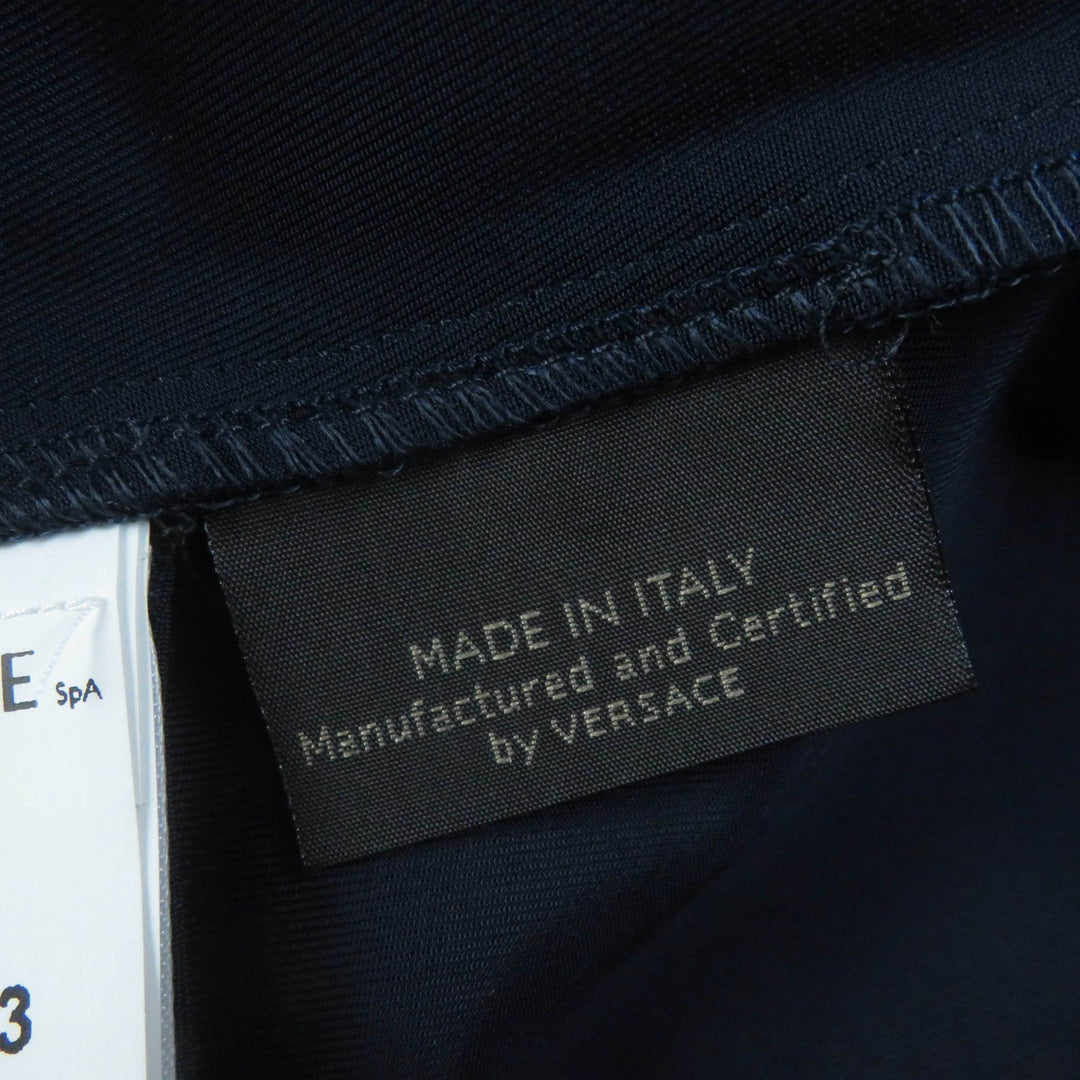 MADE IN ITALY
Manufactured and Certified
by VERSACE
E SpA
3